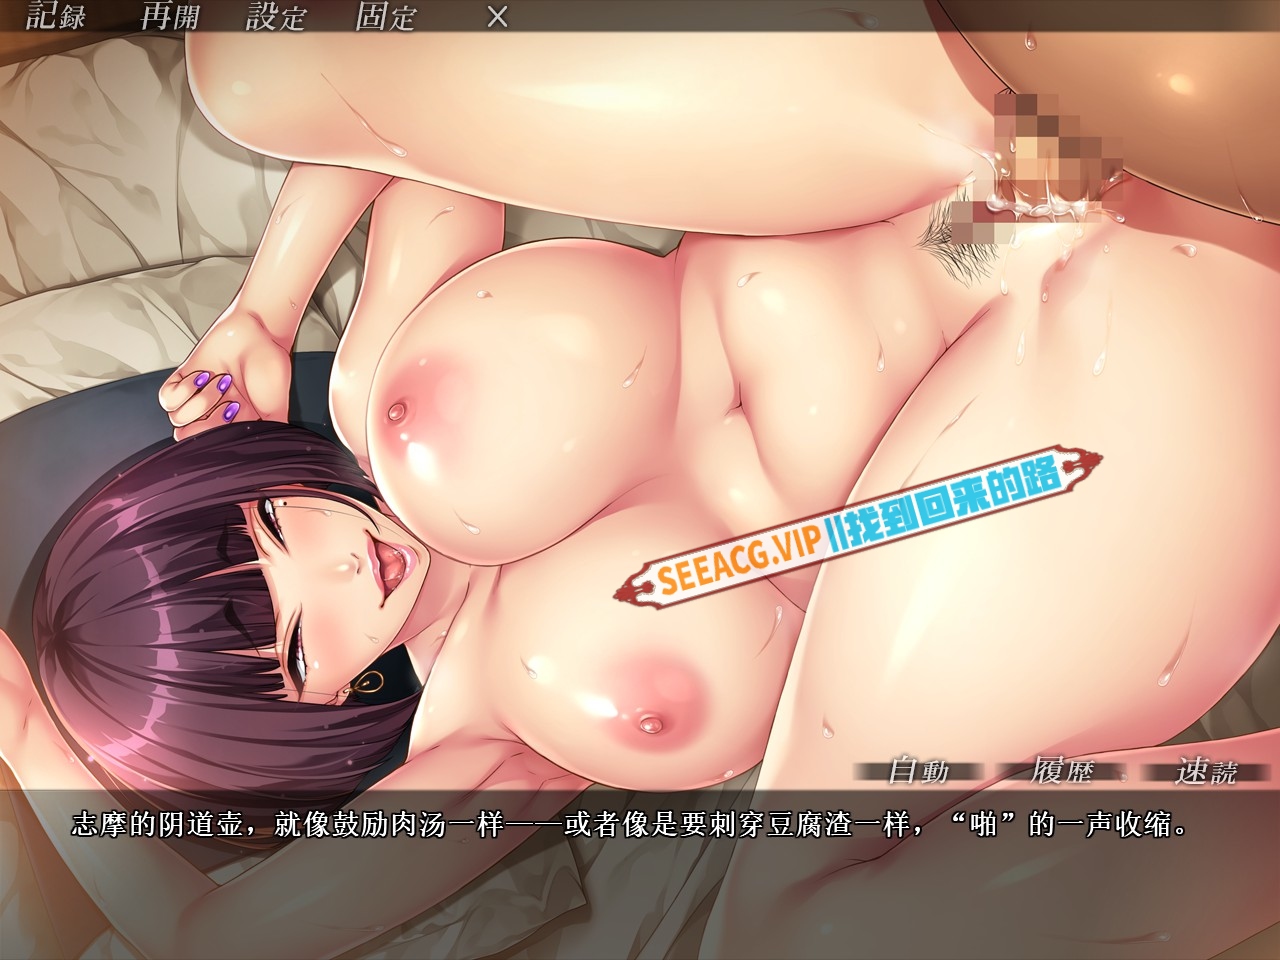 記録 再開 設定 固定 ×
SEEACG.VIP||找到回来的路
自動 履歴 速読
志摩的阴道壶，就像鼓励肉汤一样——或者像是要刺穿豆腐渣一样，“啪”的一声收缩。